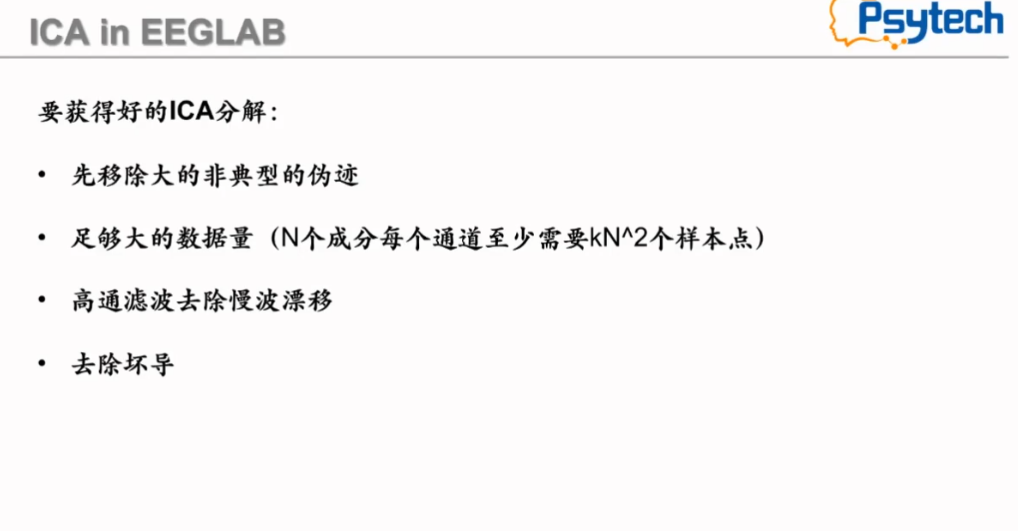 ICA in EEGLAB
Psytech
要获得好的ICA分解：
• 先移除大的非典型的伪迹
• 足够大的数据量（N个成分每个通道至少需要kN^2个样本点）
• 高通滤波去除慢波漂移
• 去除坏导